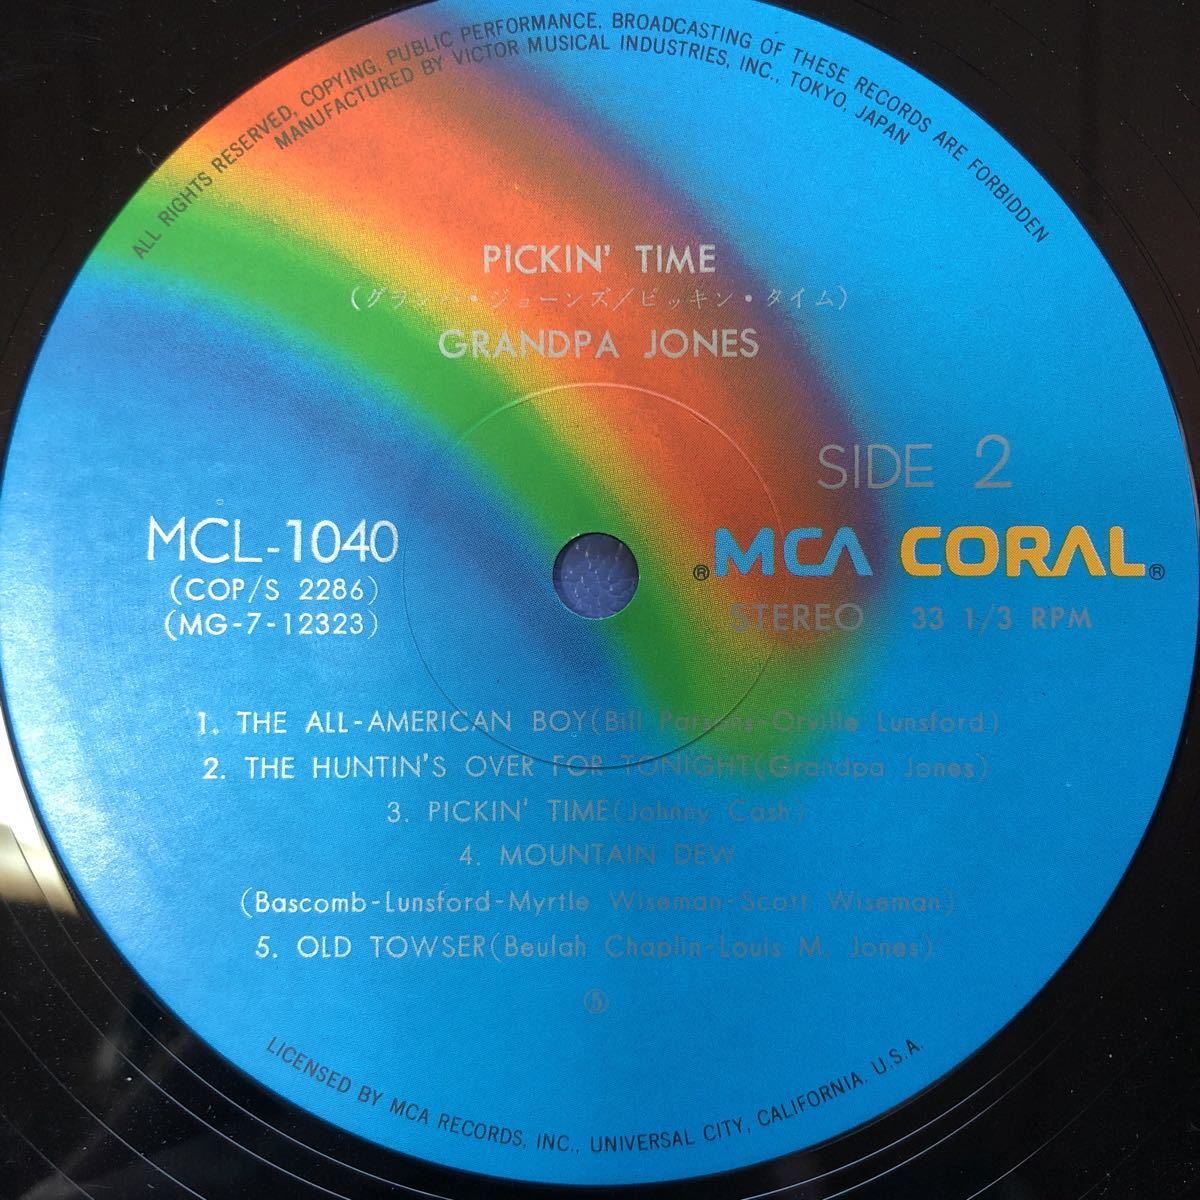 ALL RIGHTS RESERVED, COPYING, PUBLIC PERFORMANCE, BROADCASTING OF THESE RECORDS ARE FORBIDDEN
MANUFACTURED BY VICTOR MUSICAL INDUSTRIES, INC., TOKYO, JAPAN
PICKIN' TIME
(グランパ・ジョーンズ/ピッキン・タイム)
GRANDPA JONES
SIDE 2
MCL-1040
(COP/S 2286)
(MG-7-12323)
® MCA CORAL ®
STEREO 33 1/3 RPM
1. THE ALL-AMERICAN BOY(Bill Parsons-Orville Lunsford)
2. THE HUNTIN'S OVER FOR TONIGHT(Grandpa Jones)
3. PICKIN' TIME(Johnny Cash)
4. MOUNTAIN DEW
(Bascomb-Lunsford-Myrtle Wiseman-Scott Wiseman)
5. OLD TOWSER(Beulah Chaplin-Louis M. Jones)
Ⓢ
LICENSED BY MCA RECORDS, INC., UNIVERSAL CITY, CALIFORNIA. U.S.A.